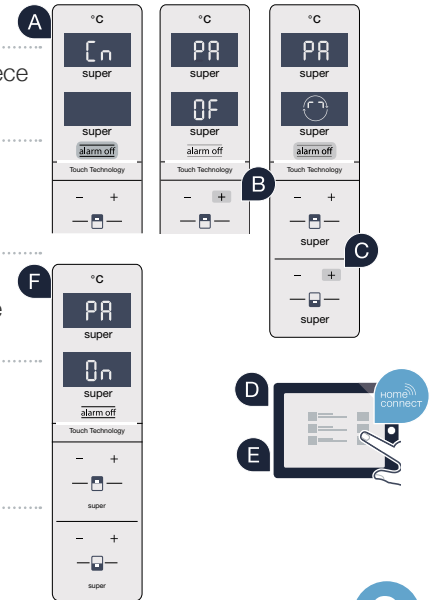 A
°C
Cn
super
super
alarm off
Touch Technology
- +
°C
PA
super
OF
super
alarm off
Touch Technology
- +
B
°C
PA
super
super
alarm off
Touch Technology
- +
super
C
- +
super
ece
F
°C
PA
super
On
super
alarm off
Touch Technology
- +
super
- +
super
D
E
HOME
CONNECT